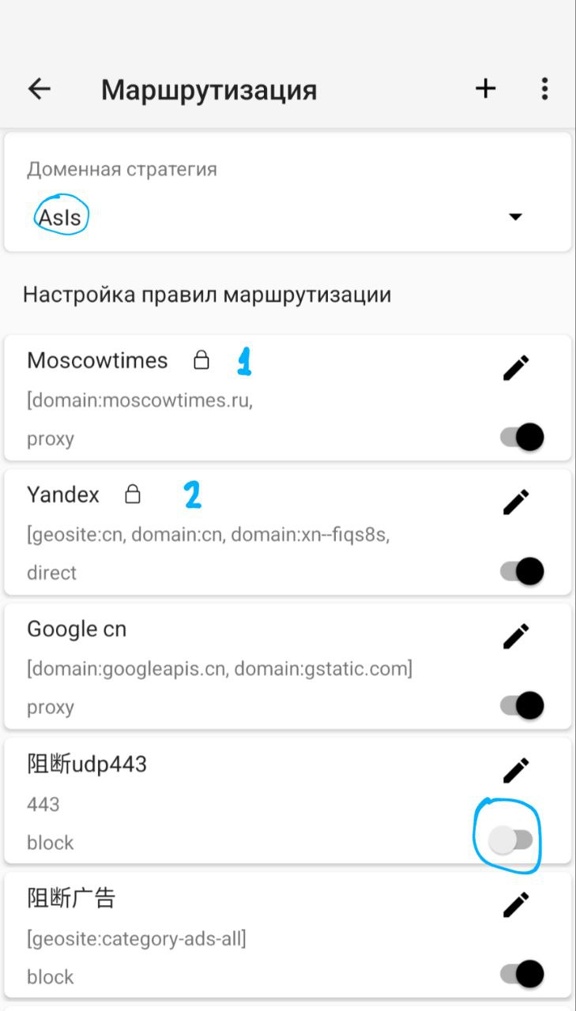 Маршрутизация
Доменная стратегия
AsIs
Настройка правил маршрутизации
Moscowtimes 1
[domain:moscowtimes.ru,
proxy
Yandex 2
[geosite:cn, domain:cn, domain:xn--fiqs8s,
direct
Google cn
[domain:googleapis.cn, domain:gstatic.com]
proxy
阻断udp443
443
block
阻断广告
[geosite:category-ads-all]
block